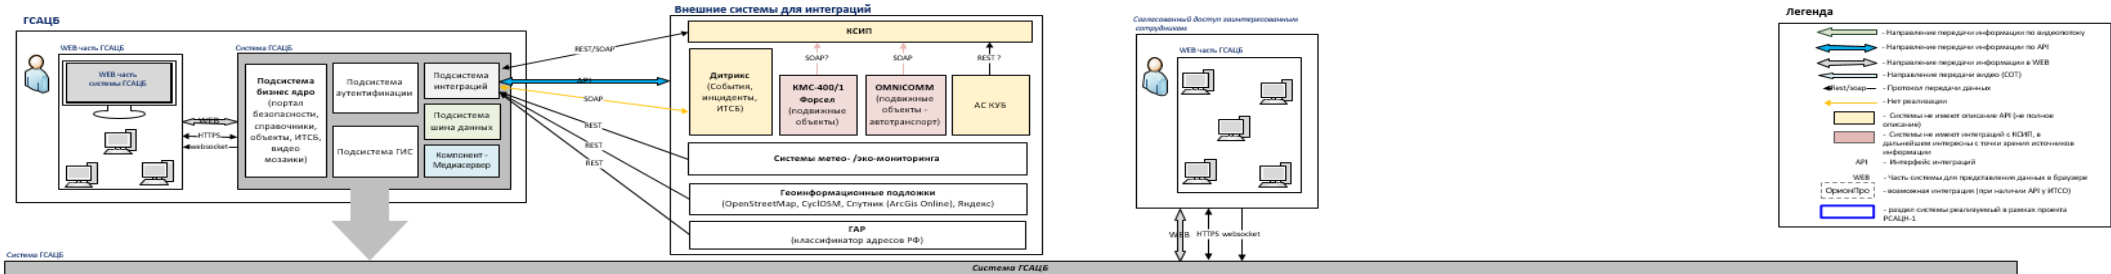 ГСАЦБ
WEB часть ГСАЦБ
WEB часть
системы ГСАЦБ
WEB
HTTPS
websocket
Система ГСАЦБ
Подсистема
бизнес ядро
(портал
безопасности,
справочники,
объекты, ИТСБ,
видео
мозаики)
Подсистема
аутентификации
Подсистема ГИС
Подсистема
интеграций
Подсистема
шина данных
Компонент -
Медиасервер
REST/SOAP
API
SOAP
REST
REST
REST
Внешние системы для интеграций
КСИП
SOAP?
SOAP
REST ?
Дитрикс
(События,
инциденты,
ИТСБ)
КМС-400/1
Форсел
(подвижные
объекты)
OMNICOMM
(подвижные
объекты -
автотранспорт)
АС КУБ
Системы метео- /эко-мониторинга
Геоинформационные подложки
(OpenStreetMap, CyclOSM, Спутник (ArcGis Online), Яндекс)
ГАР
(классификатор адресов РФ)
Согласованный доступ заинтересованным
сотрудникам
WEB часть ГСАЦБ
WEB
HTTPS
websocket
Легенда
- Направление передачи информации по видеопотоку
- Направление передачи информации по API
- Направление передачи информации в WEB
- Направление передачи видео (СОТ)
Rest/soap
- Протокол передачи данных
- Нет реализации
- Системы не имеют описание API (не полное
описание)
- Системы не имеют интеграций с КСИП, в
дальнейшем интересны с точки зрения источников
информации
API - Интерфейс интеграций
WEB - Часть системы для представления данных в браузере
ОрионПро - возможная интеграция (при наличии API у ИТСО)
- раздел системы реализуемый в рамках проекта
РСАЦН-1
Система ГСАЦБ
Система ГСАЦБ